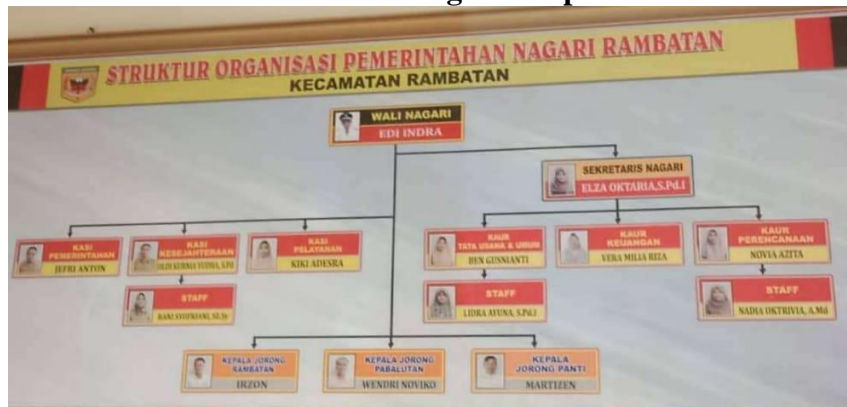 STRUKTUR ORGANISASI PEMERINTAHAN NAGARI RAMBATAN
KECAMATAN RAMBATAN
WALI NAGARI
EDI INDRA
SEKRETARIS NAGARI
ELZA OKTARIA,S.Pd.I
KASI
PEMERINTAHAN
JEFRI ANTON
KASI
KESEJAHTERAAN
KASI
PELAYANAN
KIKI ADESRA
KAUR
TATA USAHA & UMUM
BEN GUSNIANTI
KAUR
KEUANGAN
VERA MILIA RIZA
KAUR
PERENCANAAN
NOVIA AZITA
STAFF
RANI
STAFF
LIDRA AYUNA, S.Pd.I
STAFF
NADIA OKTRIVIA, A.Md
KEPALA JORONG
RAMBATAN
IRZON
KEPALA JORONG
PABALUTAN
WENDRI NOVIKO
KEPALA
JORONG PANTI
MARTIZEN